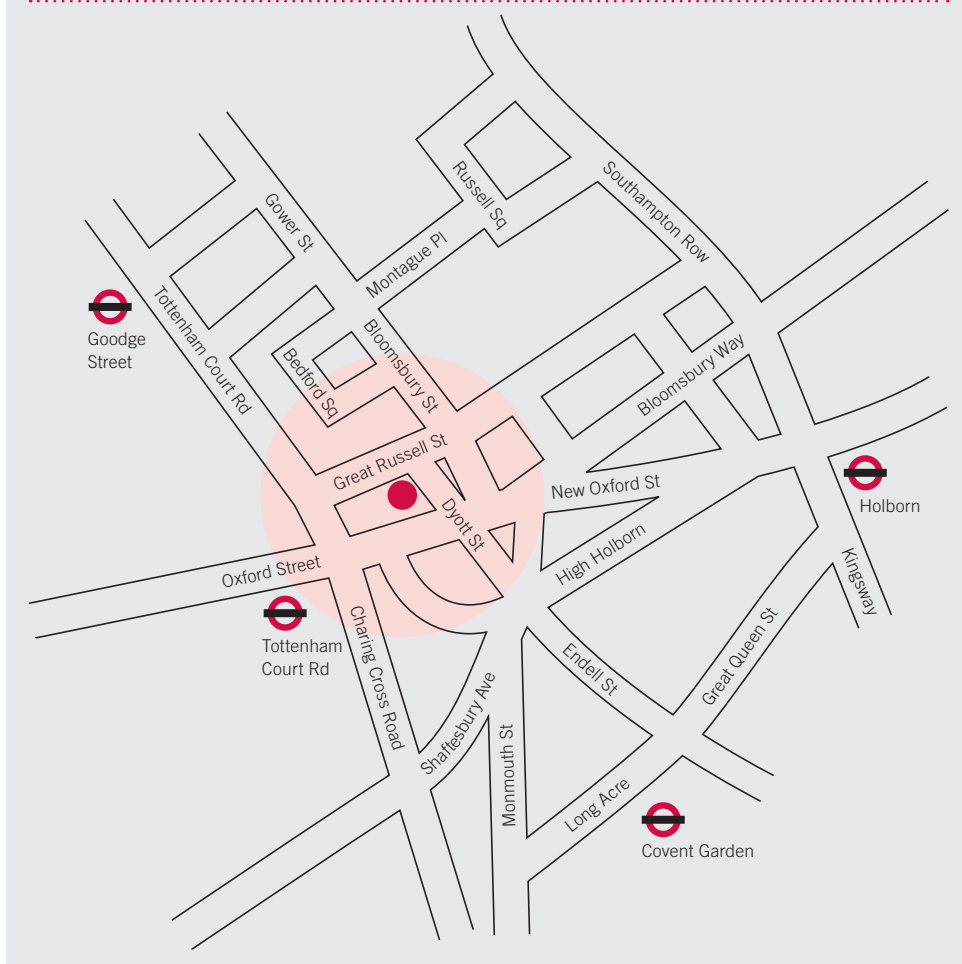 Russell Sq
Southampton Row
Gower St
Montague Pl
Goodge
Street
Tottenham Court Rd
Bloomsbury St
Bedford Sq
Bloomsbury Way
Great Russell St
New Oxford St
Holborn
Dyott St
High Holborn
Oxford Street
Kingsway
Tottenham
Court Rd
Charing Cross Road
Endell St
Great Queen St
Shaftesbury Ave
Monmouth St
Long Acre
Covent Garden